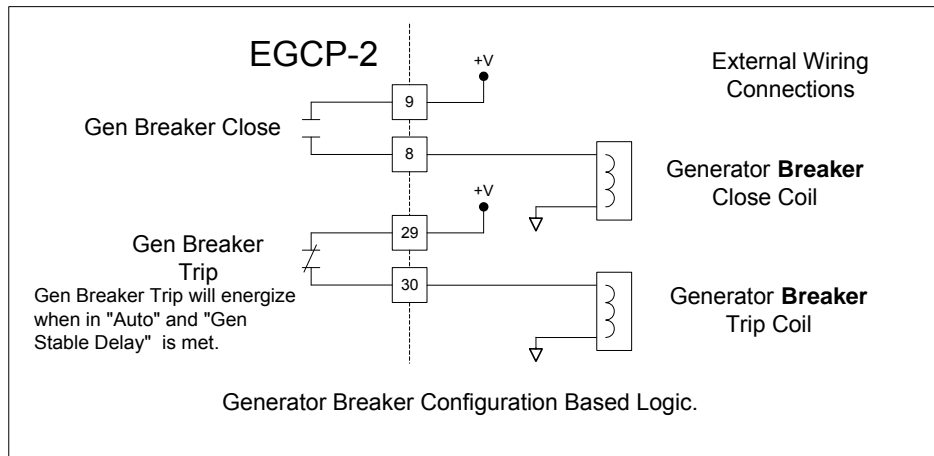 EGCP-2
+V
External Wiring
Connections
9
Gen Breaker Close
8
Generator Breaker
Close Coil
+V
29
Gen Breaker
Trip
30
Gen Breaker Trip will energize
when in "Auto" and "Gen
Stable Delay" is met.
Generator Breaker
Trip Coil
Generator Breaker Configuration Based Logic.